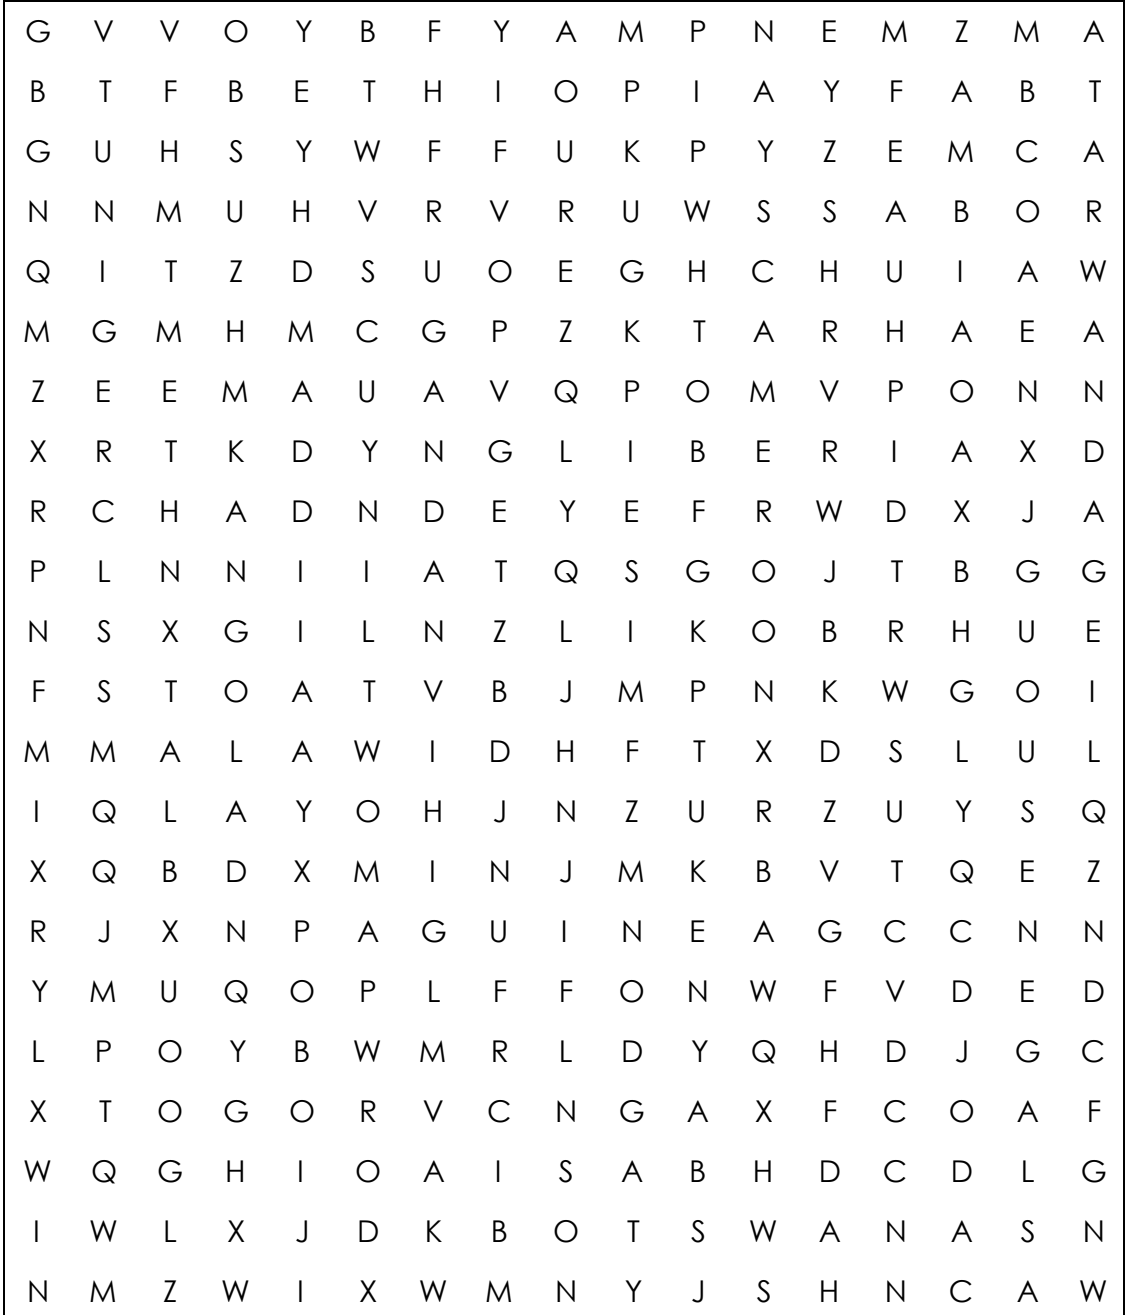 G V V O Y B F Y A M P N E M Z M A
B T F B E T H I O P I A Y F A B T
G U H S Y W F F U K P Y Z E M C A
N N M U H V R V R U W S S A B O R
Q I T Z D S U O E G H C H U I A W
M G M H M C G P Z K T A R H A E A
Z E E M A U A V Q P O M V P O N N
X R T K D Y N G L I B E R I A X D
R C H A D N D E Y E F R W D X J A
P L N N I I A T Q S G O J T B G G
N S X G I L N Z L I K O B R H U E
F S T O A T V B J M P N K W G O I
M M A L A W I D H F T X D S L U L
I Q L A Y O H J N Z U R Z U Y S Q
X Q B D X M I N J M K B V T Q E Z
R J X N P A G U I N E A G C C N N
Y M U Q O P L F F O N W F V D E D
L P O Y B W M R L D Y Q H D J G C
X T O G O R V C N G A X F C O A F
W Q G H I O A I S A B H D C D L G
I W L X J D K B O T S W A N A S N
N M Z W I X W M N Y J S H N C A W